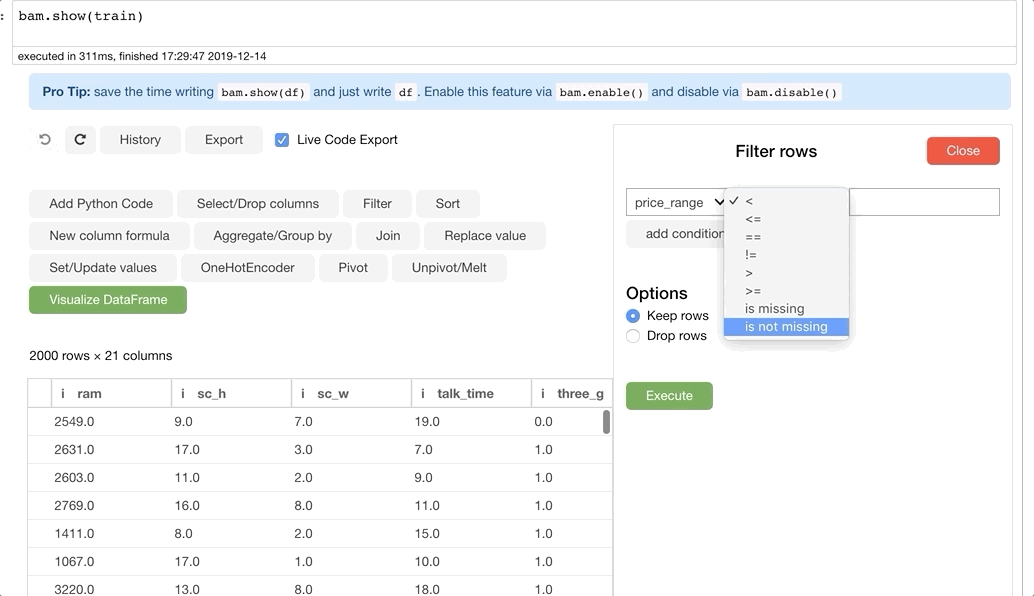 :
bam.show(train)
executed in 311ms, finished 17:29:47 2019-12-14
Pro Tip: save the time writing bam.show(df) and just write df . Enable this feature via bam.enable() and disable via bam.disable()
History Export Live Code Export
Add Python Code Select/Drop columns Filter Sort
New column formula Aggregate/Group by Join Replace value
Set/Update values OneHotEncoder Pivot Unpivot/Melt
Visualize DataFrame
2000 rows × 21 columns
i ram i sc_h i sc_w i talk_time i three_g
2549.0 9.0 7.0 19.0 0.0
2631.0 17.0 3.0 7.0 1.0
2603.0 11.0 2.0 9.0 1.0
2769.0 16.0 8.0 11.0 1.0
1411.0 8.0 2.0 15.0 1.0
1067.0 17.0 1.0 10.0 1.0
3220.0 13.0 8.0 18.0 1.0
Filter rows
Close
price_range
add condition
<
<=
==
!=
>
>=
is missing
is not missing
Options
Keep rows
Drop rows
Execute